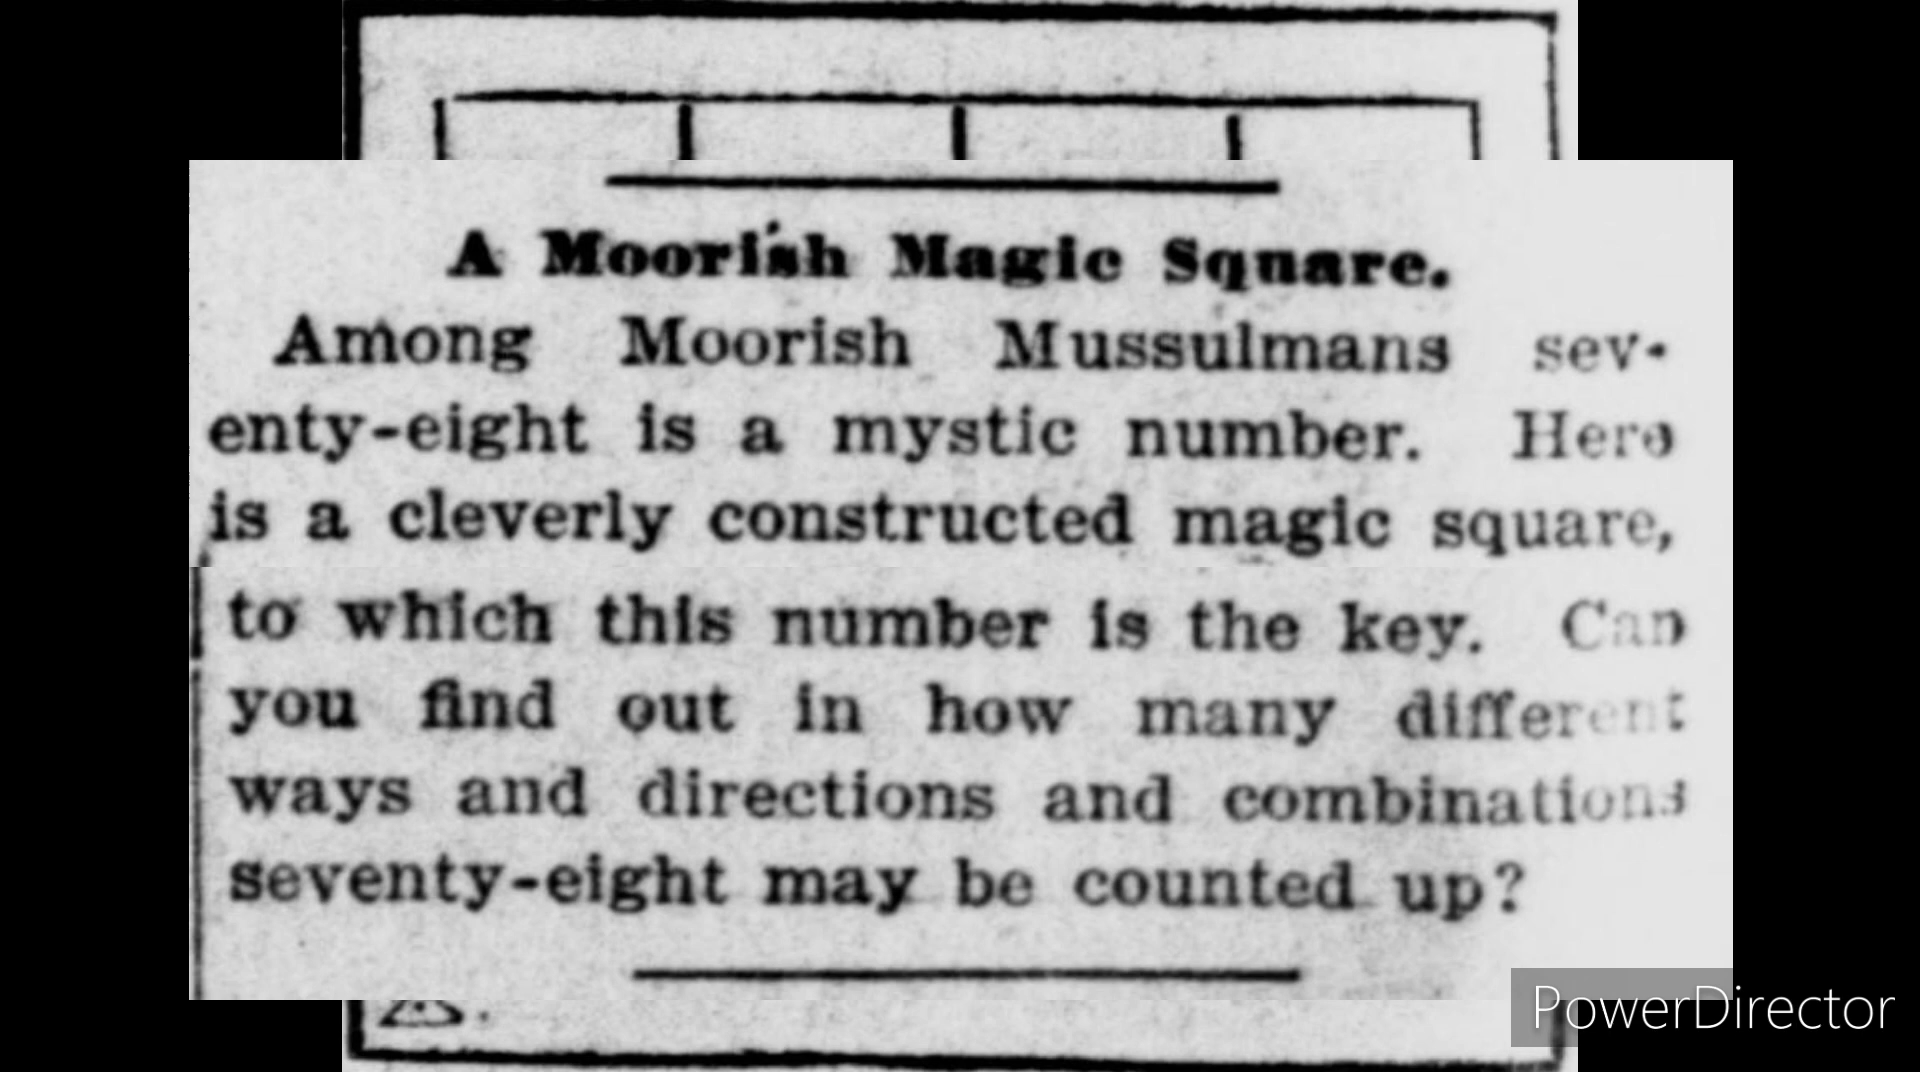 A Moorish Magic Square.
Among Moorish Mussulmans sev-
enty-eight is a mystic number. Here
is a cleverly constructed magic square,
to which this number is the key. Can
you find out in how many different
ways and directions and combinations
seventy-eight may be counted up?
PowerDirector